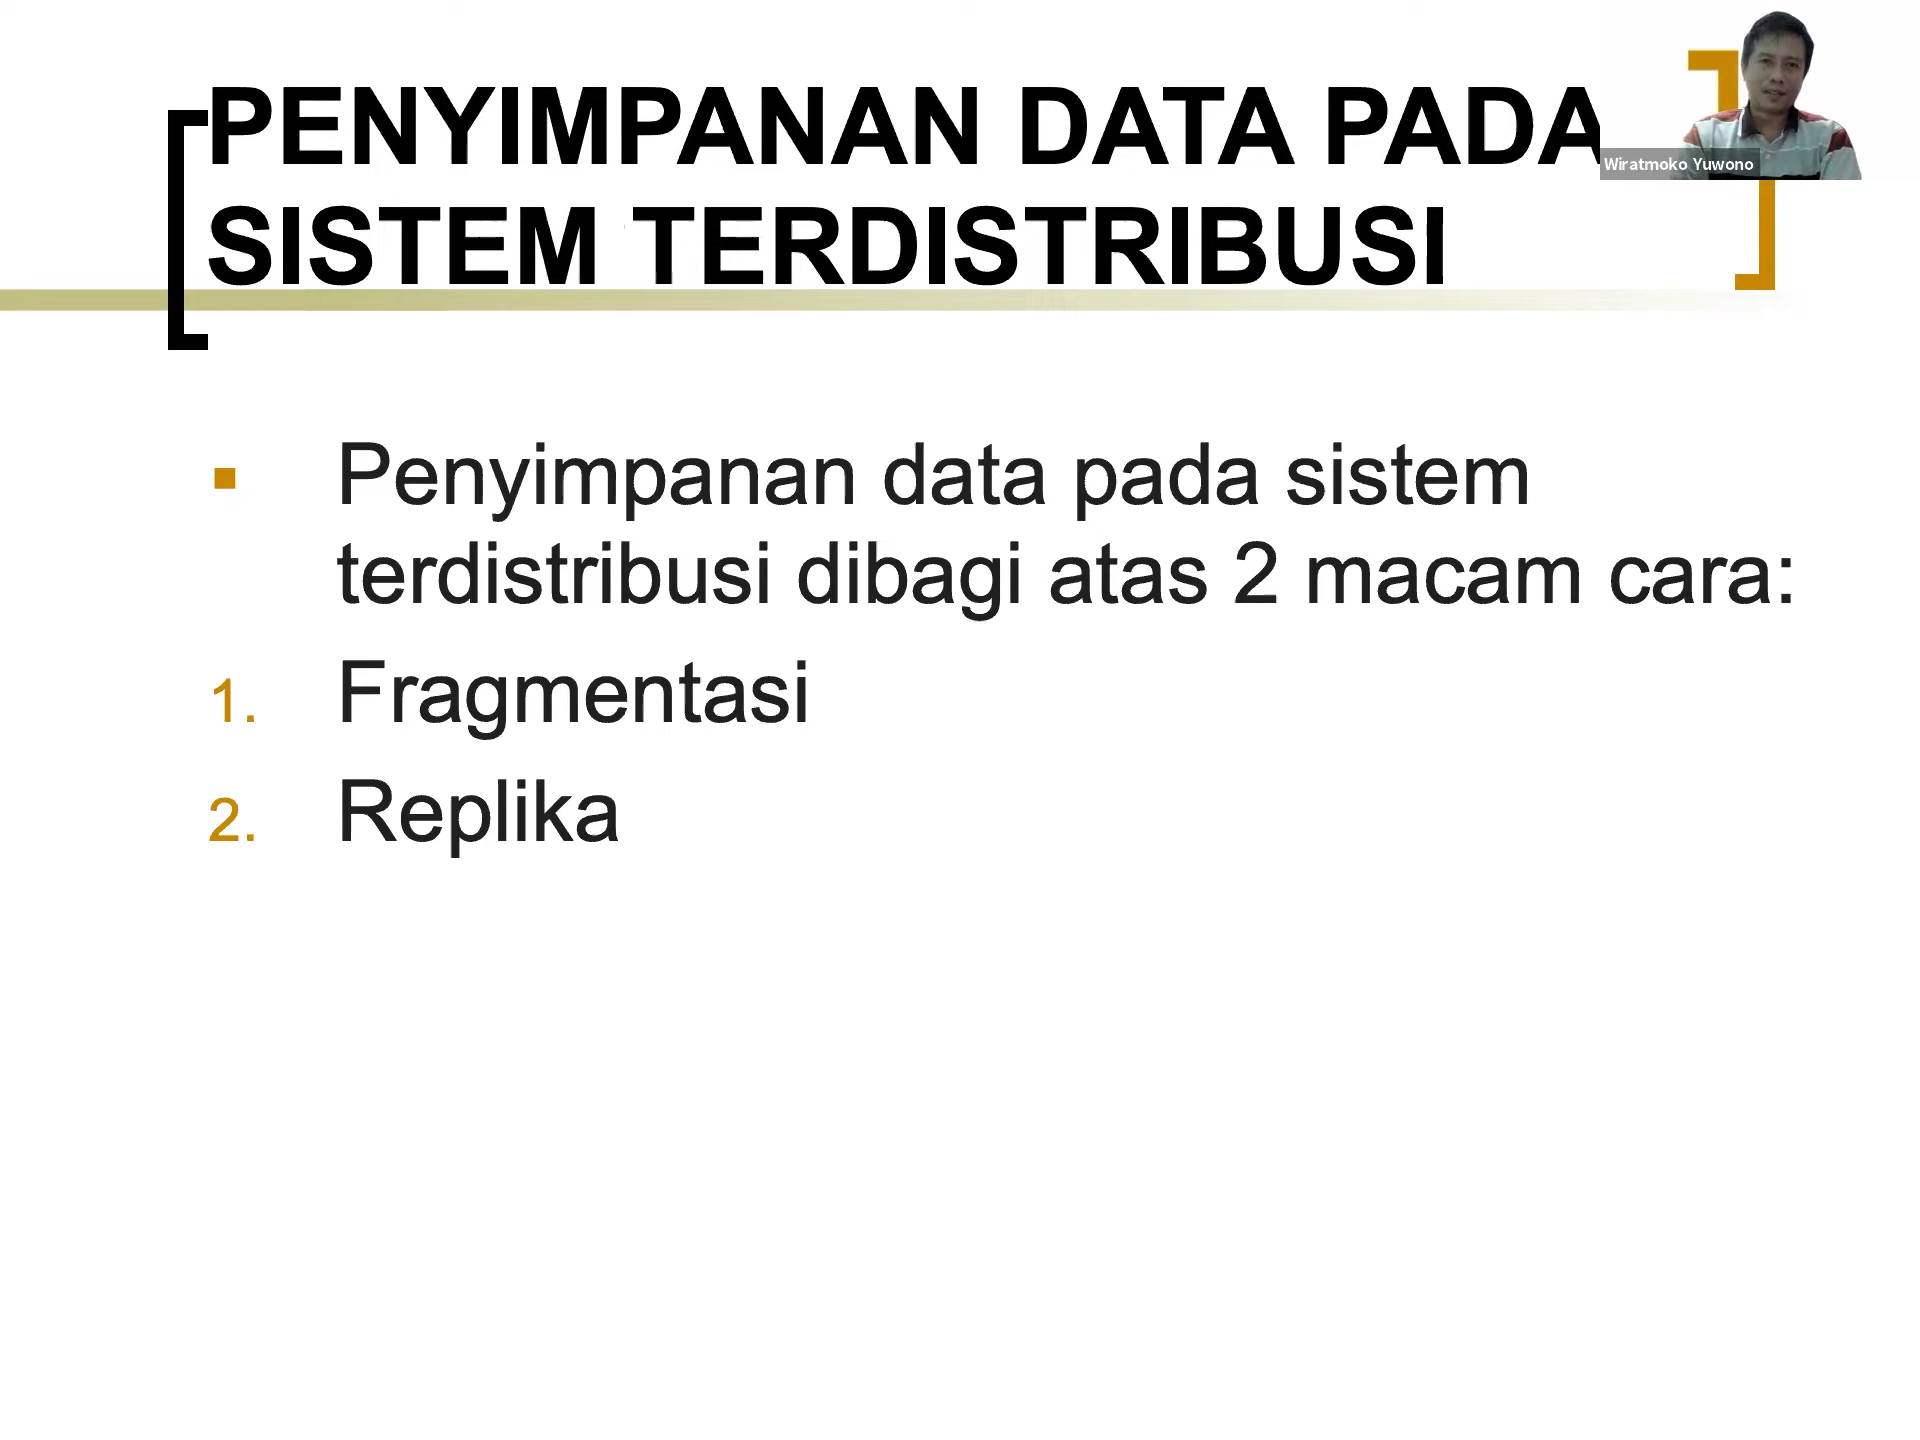 PENYIMPANAN DATA PADA
SISTEM TERDISTRIBUSI
Wiratmoko Yuwono
▪ Penyimpanan data pada sistem
terdistribusi dibagi atas 2 macam cara:
1. Fragmentasi
2. Replika